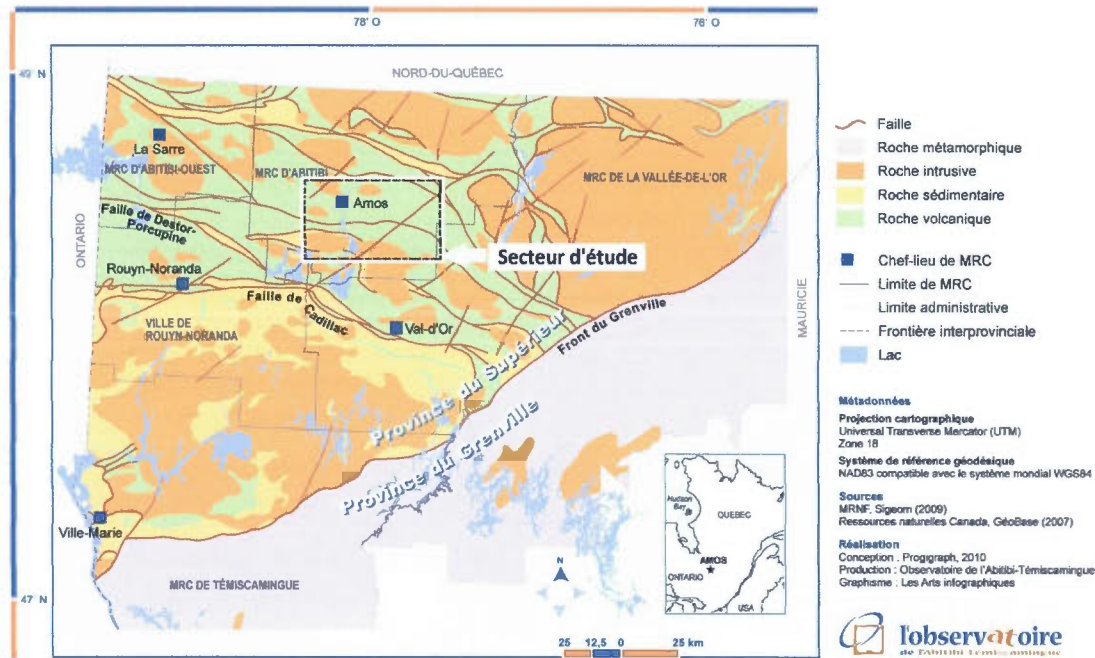 78° O
76° O
49° N
NORD-DU-QUÉBEC
La Sarre
MRC D'ABITIBI-OUEST
MRC D'ABITIBI
MRC DE LA VALLÉE-DE-L'OR
Amos
Faille de Destor-
Porcupine
ONTARIO
Secteur d'étude
Rouyn-Noranda
Faille de
Cadillac
VILLE DE
ROUYN-NORANDA
Val-d'Or
Front du Grenville
MAURICIE
Province du Supérieur
Province du Grenville
Ville-Marie
MRC DE TÉMISCAMINGUE
47° N
N
25 12,5 0 25 km
Hudson
Bay
QUEBEC
AMOS
ONTARIO
USA
Faille
Roche métamorphique
Roche intrusive
Roche sédimentaire
Roche volcanique
Chef-lieu de MRC
Limite de MRC
Limite administrative
Frontière interprovinciale
Lac
Métadonnées
Projection cartographique
Universal Transverse Mercator (UTM)
Zone 18
Système de référence géodésique
NAD83 compatible avec le système mondial WGS84
Sources
MRNF, Sigeom (2009)
Ressources naturelles Canada, GéoBase (2007)
Réalisation
Conception : Progigraph, 2010
Production : Observatoire de l'Abitibi-Témiscamingue
Graphisme : Les Arts infographiques
l'observatoire
de l'abitibi-témiscamingue